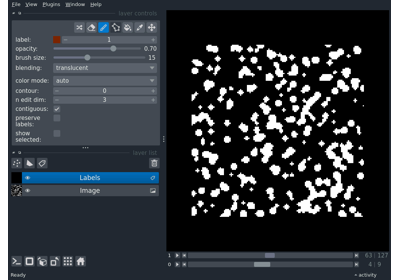 File View Plugins Window Help
layer controls
label: 1
opacity: 0.70
brush size: 15
blending: translucent
color mode: auto
contour: 0
n edit dim: 3
contiguous:
preserve
labels:
show
selected:
layer list
Labels
Image
1 63 127
0 4 9
Ready activity